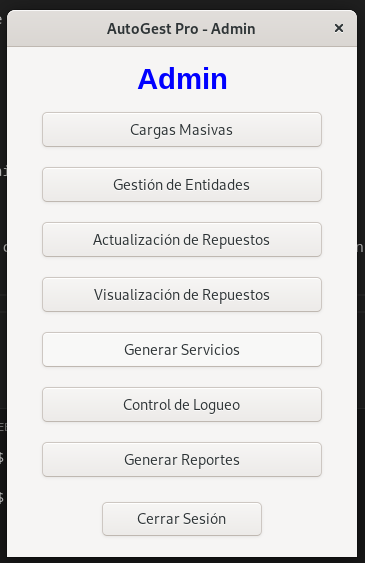 AutoGest Pro - Admin
Admin
Cargas Masivas
Gestión de Entidades
Actualización de Repuestos
Visualización de Repuestos
Generar Servicios
Control de Logueo
Generar Reportes
Cerrar Sesión